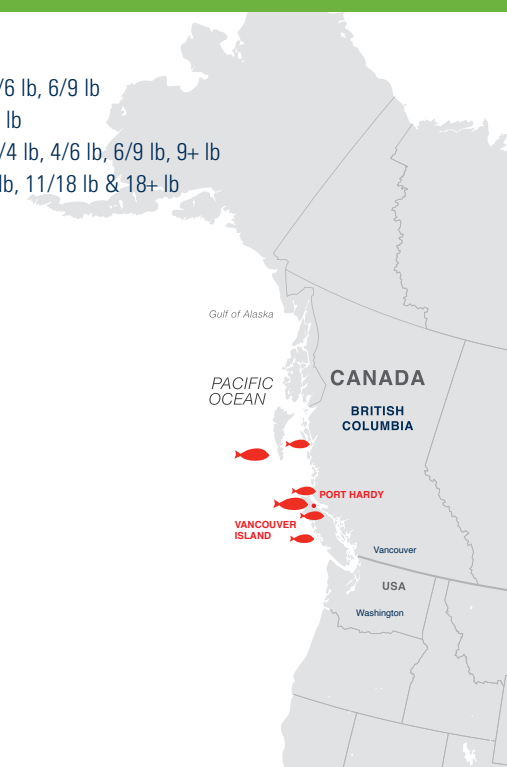 /6 lb, 6/9 lb
lb
/4 lb, 4/6 lb, 6/9 lb, 9+ lb
lb, 11/18 lb & 18+ lb
Gulf of Alaska
PACIFIC
OCEAN
CANADA
BRITISH
COLUMBIA
PORT HARDY
VANCOUVER
ISLAND
Vancouver
USA
Washington